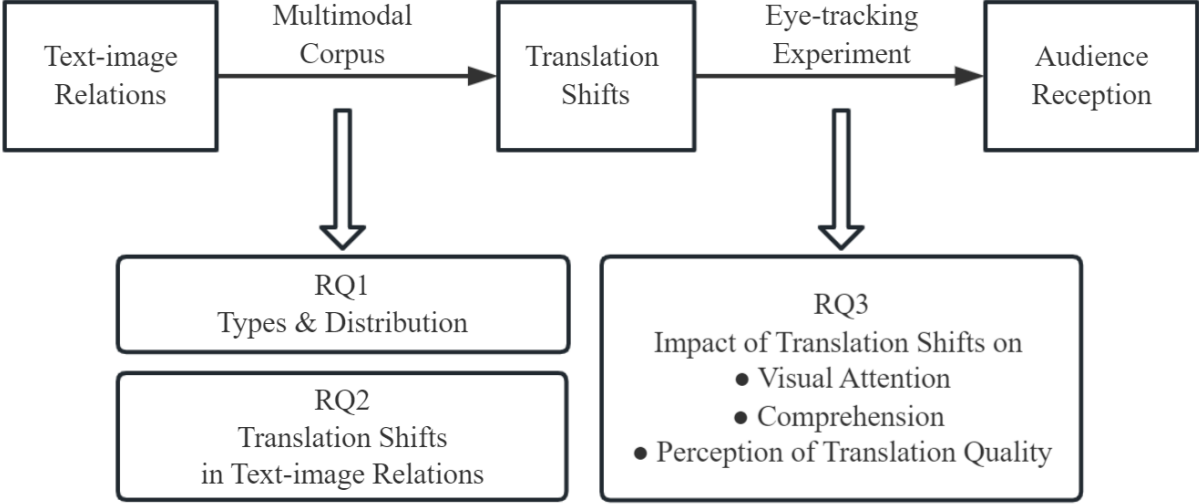 Text-image
Relations
Multimodal
Corpus
Translation
Shifts
Eye-tracking
Experiment
Audience
Reception
RQ1
Types & Distribution
RQ2
Translation Shifts
in Text-image Relations
RQ3
Impact of Translation Shifts on
● Visual Attention
● Comprehension
● Perception of Translation Quality